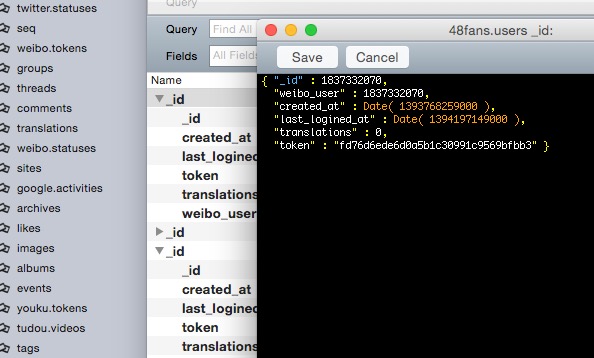 twitter.statuses
seq
weibo.tokens
groups
threads
comments
translations
weibo.statuses
sites
google.activities
archives
likes
images
albums
events
youku.tokens
tudou.videos
tags
Query
Query
Find All
Fields
All Fields
Name
_id
_id
created_at
last_logined
token
translations
weibo_user
_id
_id
_id
created_at
last_logined
token
translations
48fans.users _id:
Save
Cancel
{ "_id" : 1837332070,
"weibo_user" : 1837332070,
"created_at" : Date( 1393768259000 ),
"last_logined_at" : Date( 1394197149000 ),
"translations" : 0,
"token" : "fd76d6ede6d0a5b1c30991c9569bfbb3" }